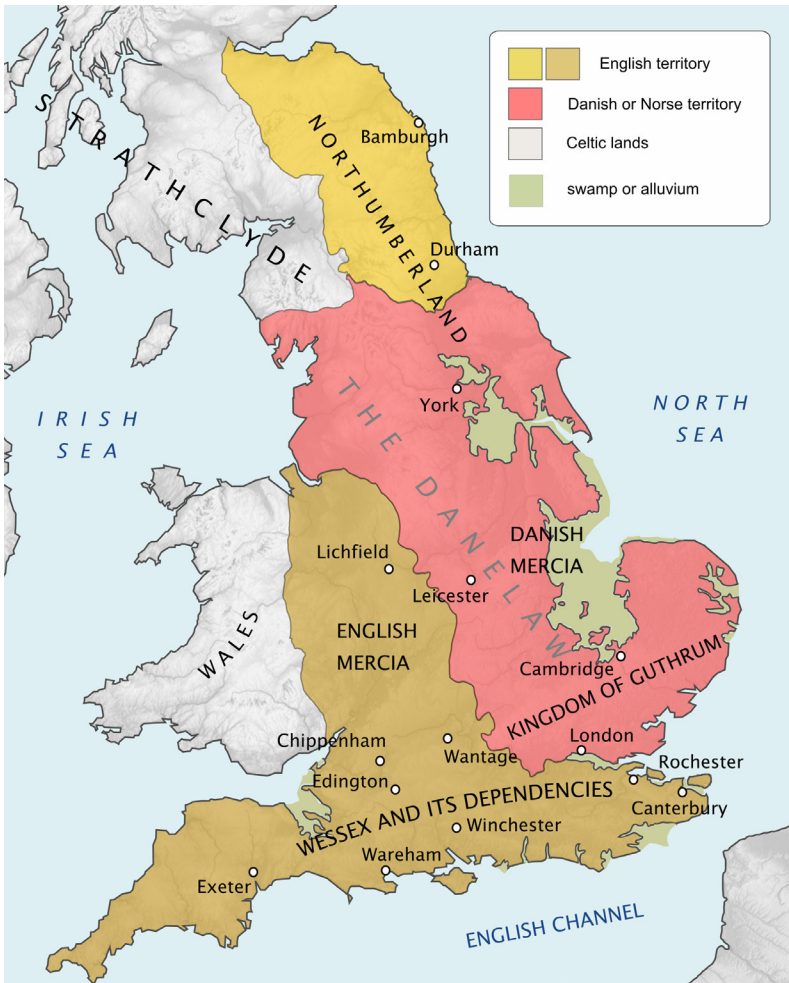 English territory
Danish or Norse territory
Celtic lands
swamp or alluvium
STRATHCLYDE
NORTHUMBERLAND
Bamburgh
Durham
York
IRISH
SEA
NORTH
SEA
THE DANELAW
DANISH
MERCIA
Lichfield
Leicester
ENGLISH
MERCIA
WALES
Cambridge
KINGDOM OF GUTHRUM
London
Chippenham
Wantage
Rochester
Edington
Canterbury
WESSEX AND ITS DEPENDENCIES
Winchester
Wareham
Exeter
ENGLISH CHANNEL